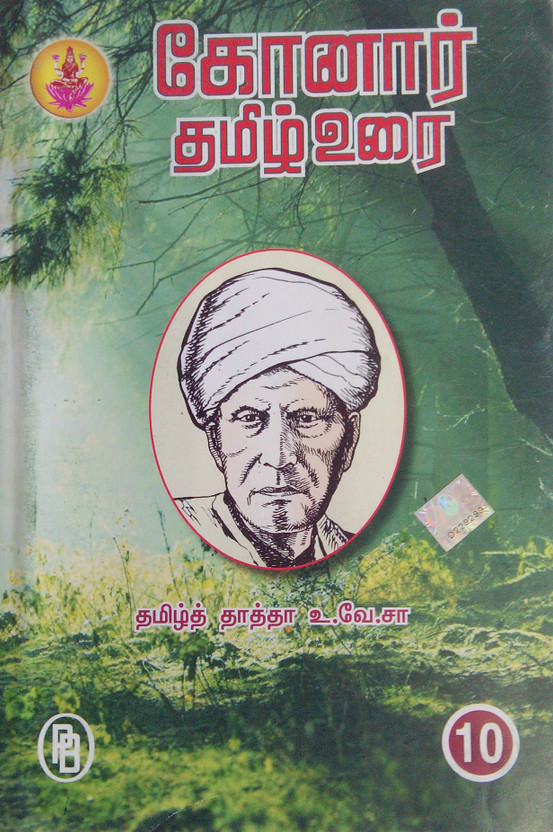 கோனார்
தமிழ் உரை
தமிழ்த் தாத்தா உ.வே.சா
10